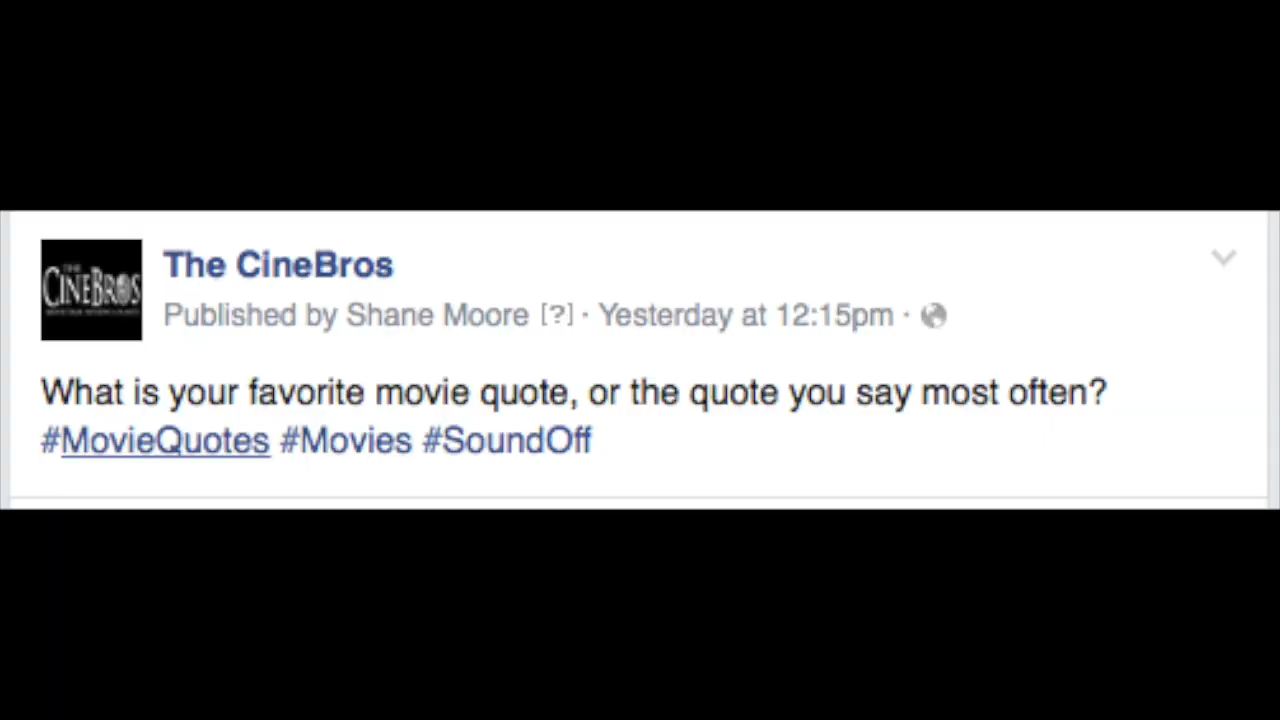 CINEBROS
The CineBros
Published by Shane Moore [?] · Yesterday at 12:15pm ·
What is your favorite movie quote, or the quote you say most often?
#MovieQuotes #Movies #SoundOff